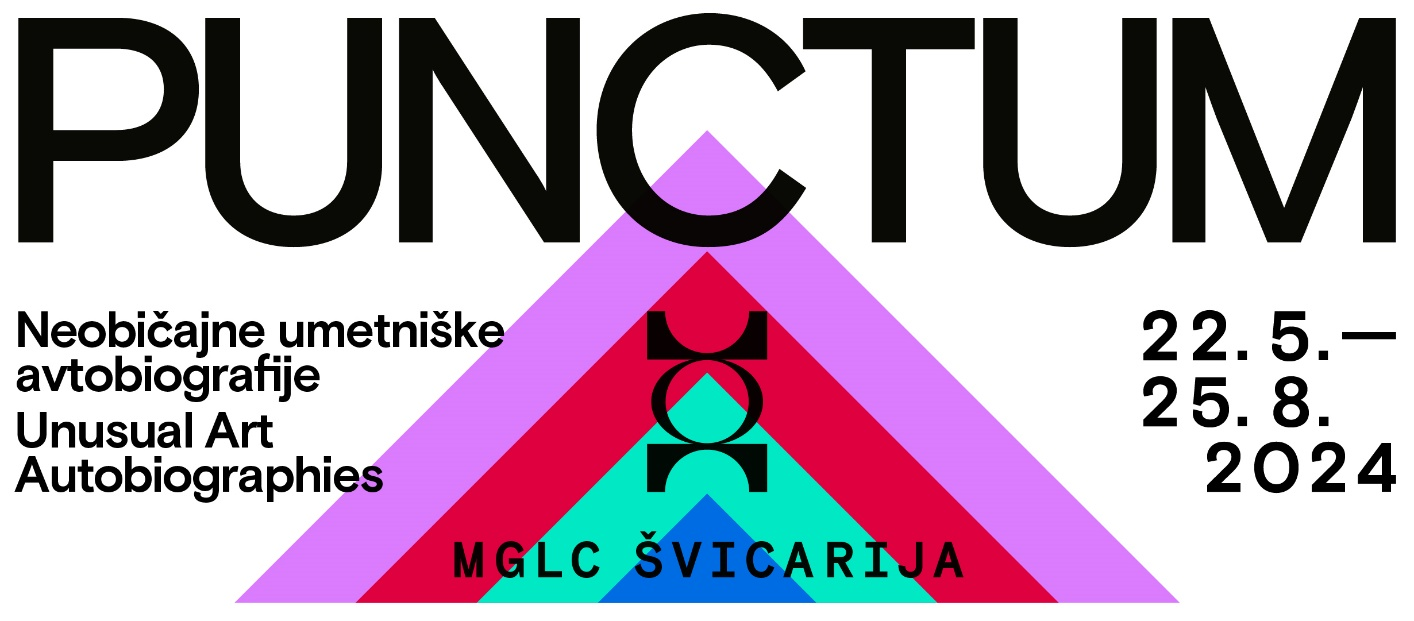 PUNCTUM
Neobičajne umetniške
avtobiografije
Unusual Art
Autobiographies
22. 5.—
25. 8.
2024
MGLC ŠVICARIJA